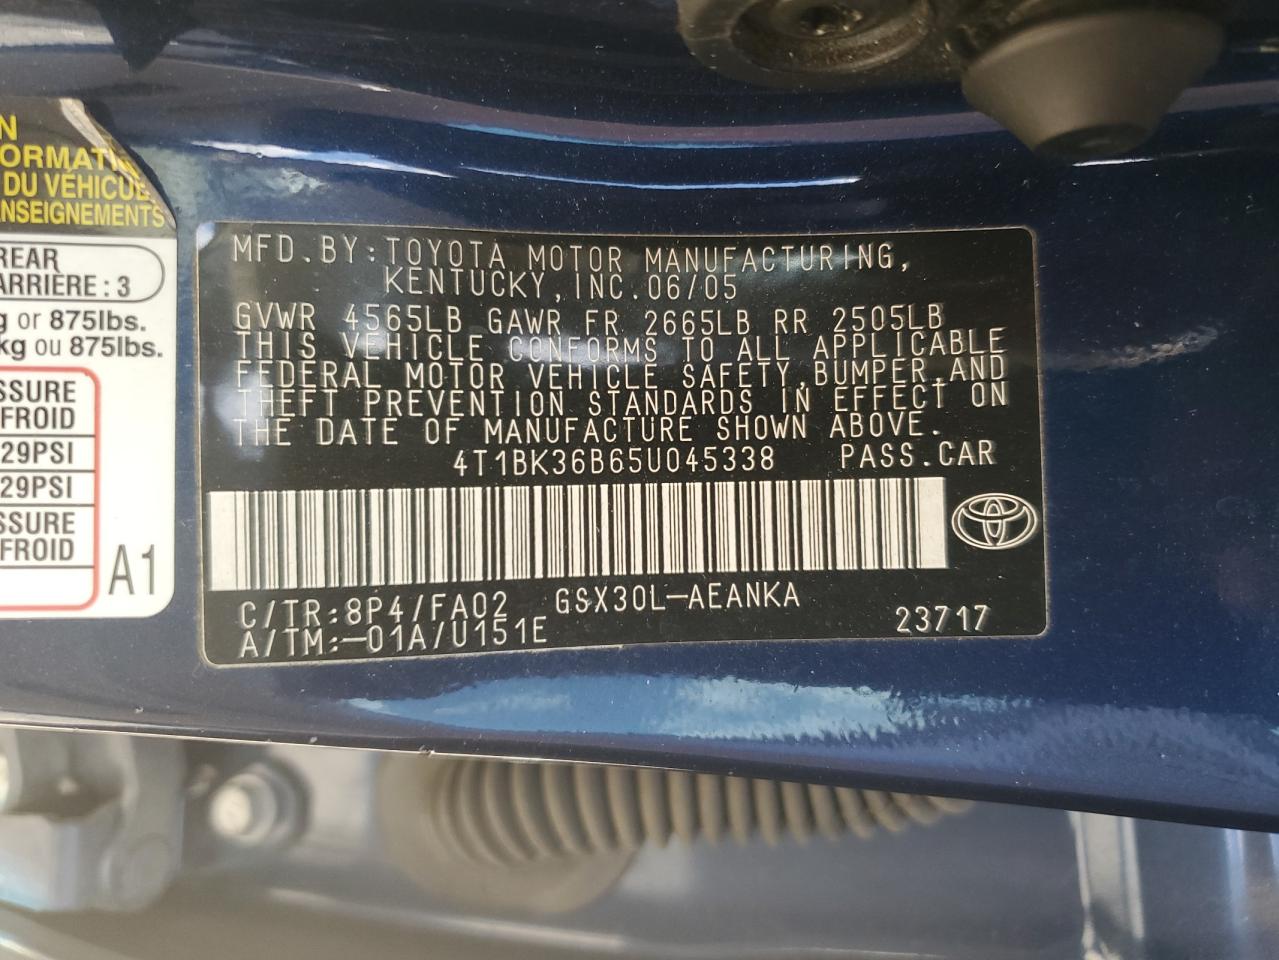 N
ORMATI
DU VÉHICUL
NSEIGNEMENTS
REAR
ARRIÈRE : 3
g or 875lbs.
kg ou 875lbs.
SSURE
FROID
29PSI
29PSI
SSURE
FROID
A1
MFD.BY:TOYOTA MOTOR MANUFACTURING,
KENTUCKY,INC.06/05
GVWR 4565LB GAWR FR 2665LB RR 2505LB
THIS VEHICLE CONFORMS TO ALL APPLICABLE
FEDERAL MOTOR VEHICLE SAFETY,BUMPER,AND
THEFT PREVENTION STANDARDS IN EFFECT ON
THE DATE OF MANUFACTURE SHOWN ABOVE.
4T1BK36B65U045338 PASS.CAR
C/TR:8P4/FA02 GSX30L-AEANKA
A/TM:-01A/U151E 23717